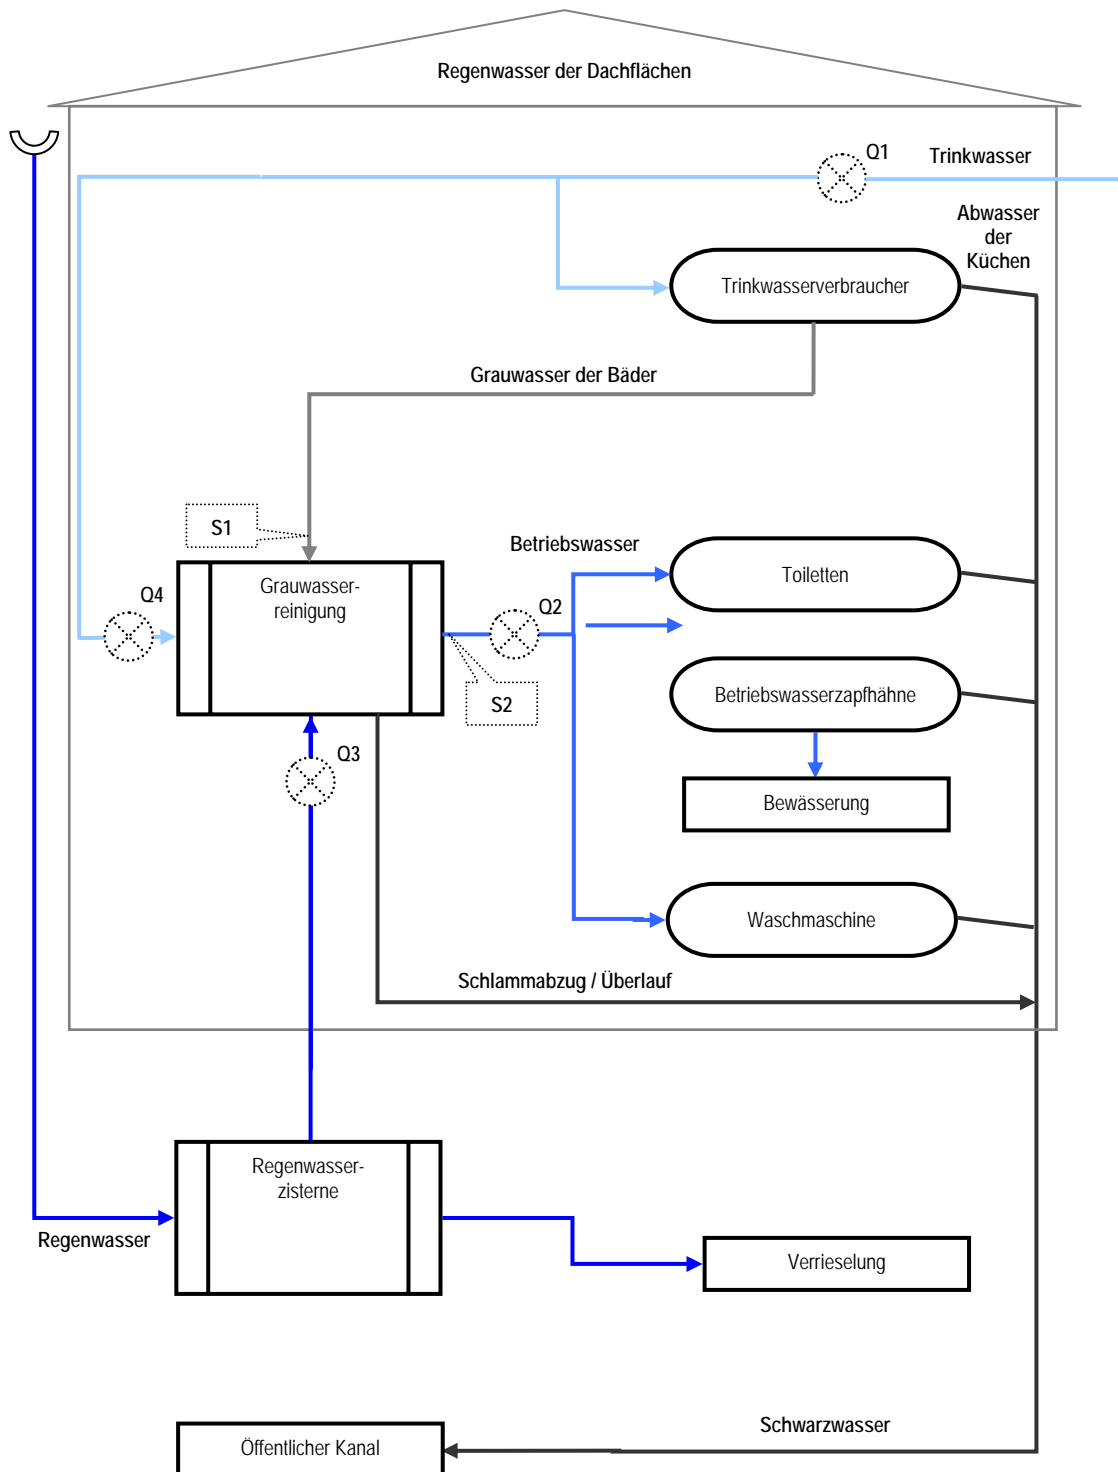 Regenwasser der Dachflächen
Q1
Trinkwasser
Abwasser
der
Küchen
Trinkwasserverbraucher
Grauwasser der Bäder
S1
Betriebswasser
Toiletten
Grauwasser-
reinigung
Q4
Q2
S2
Betriebswasserzapfhähne
Q3
Bewässerung
Waschmaschine
Schlammabzug / Überlauf
Regenwasser-
zisterne
Regenwasser
Verrieselung
Schwarzwasser
Öffentlicher Kanal